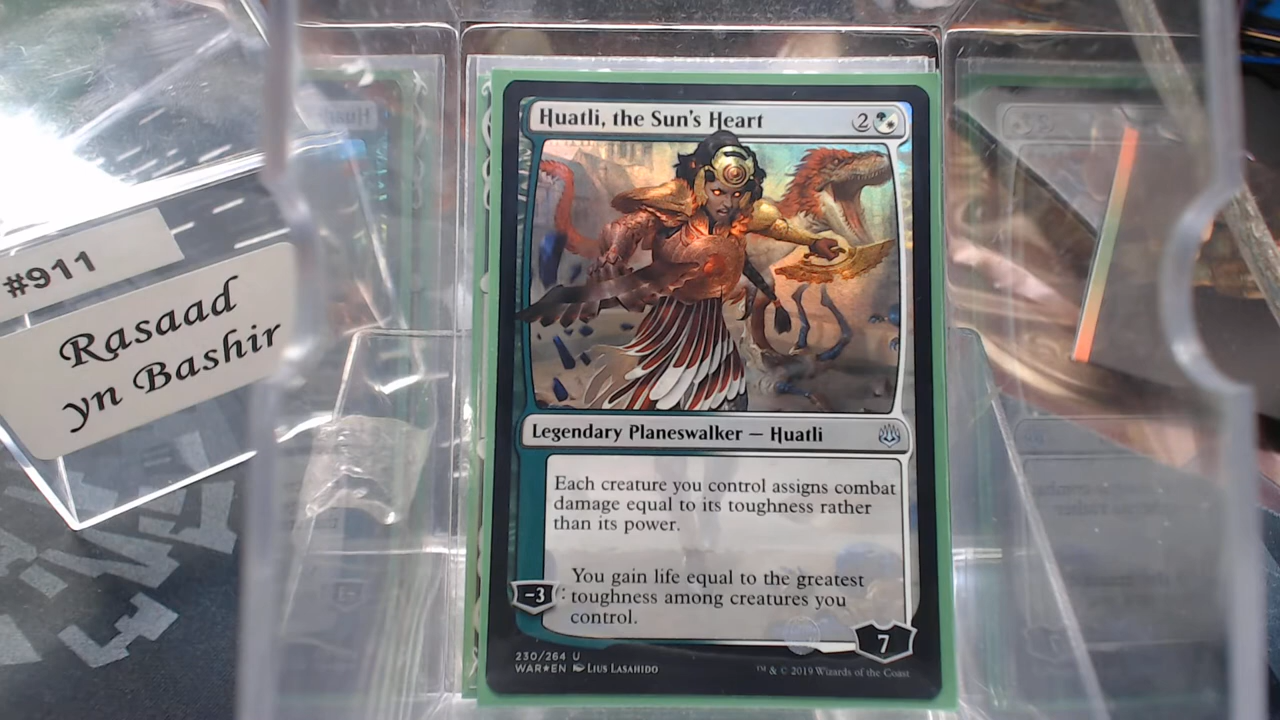 #911
Rasaad
yn Bashir
Huatli, the Sun's Heart 2
Legendary Planeswalker — Huatli
Each creature you control assigns combat
damage equal to its toughness rather
than its power.
You gain life equal to the greatest
-3: toughness among creatures you
control.
7
230/264 U
WAR★EN Lius Lasahido
™ & © 2019 Wizards of the Coast